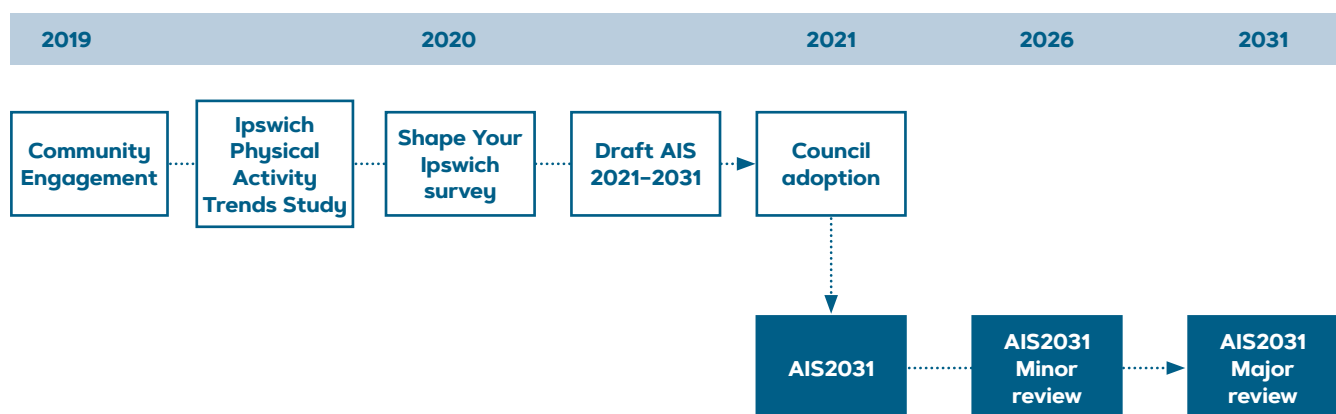 2019
2020
2021
2026
2031
Community
Engagement
Ipswich
Physical
Activity
Trends Study
Shape Your
Ipswich
survey
Draft AIS
2021–2031
Council
adoption
AIS2031
AIS2031
Minor
review
AIS2031
Major
review